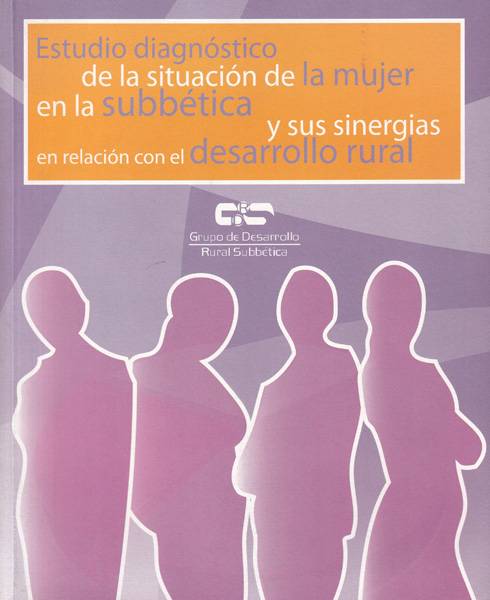 Estudio diagnóstico
de la situación de la mujer
en la subbética
y sus sinergias
en relación con el desarrollo rural
GDRS
Grupo de Desarrollo
Rural Subbética